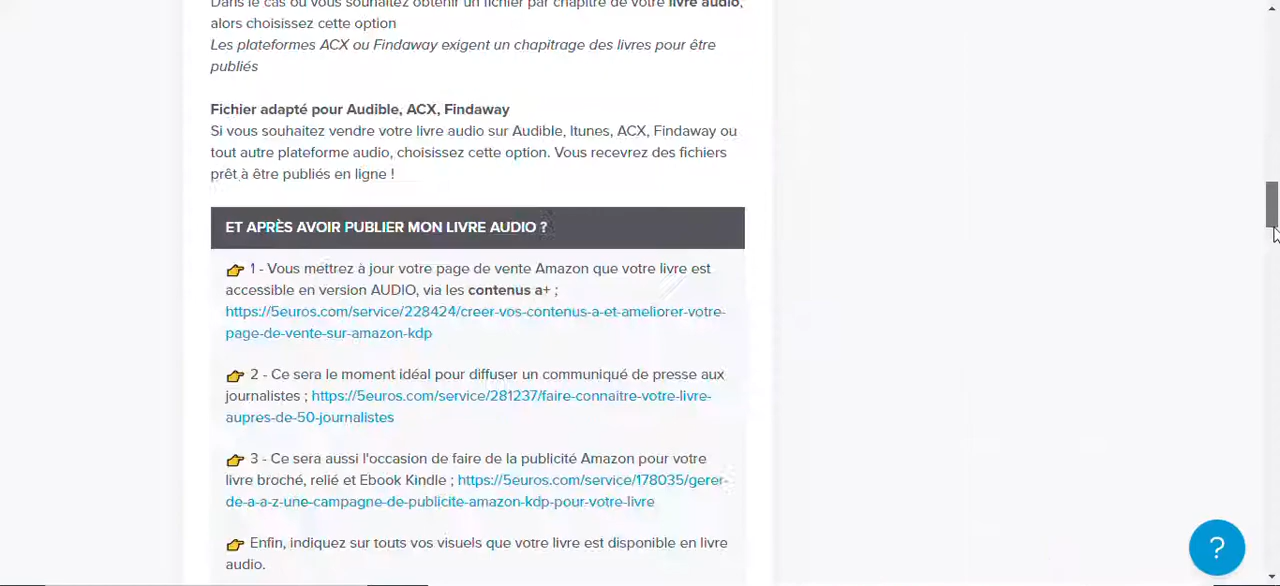 Dans le cas où vous souhaitez obtenir un fichier par chapitre de votre livre audio,
alors choisissez cette option
Les plateformes ACX ou Findaway exigent un chapitrage des livres pour être
publiés
Fichier adapté pour Audible, ACX, Findaway
Si vous souhaitez vendre votre livre audio sur Audible, Itunes, ACX, Findaway ou
tout autre plateforme audio, choisissez cette option. Vous recevrez des fichiers
prêt à être publiés en ligne !
ET APRÈS AVOIR PUBLIER MON LIVRE AUDIO ?
👉 1 - Vous mettrez à jour votre page de vente Amazon que votre livre est
accessible en version AUDIO, via les contenus a+ ;
https://5euros.com/service/228424/creer-vos-contenus-a-et-ameliorer-votre-
page-de-vente-sur-amazon-kdp
👉 2 - Ce sera le moment idéal pour diffuser un communiqué de presse aux
journalistes ; https://5euros.com/service/281237/faire-connaitre-votre-livre-
aupres-de-50-journalistes
👉 3 - Ce sera aussi l'occasion de faire de la publicité Amazon pour votre
livre broché, relié et Ebook Kindle ; https://5euros.com/service/178035/gerer-
de-a-a-z-une-campagne-de-publicite-amazon-kdp-pour-votre-livre
👉 Enfin, indiquez sur touts vos visuels que votre livre est disponible en livre
audio.
?